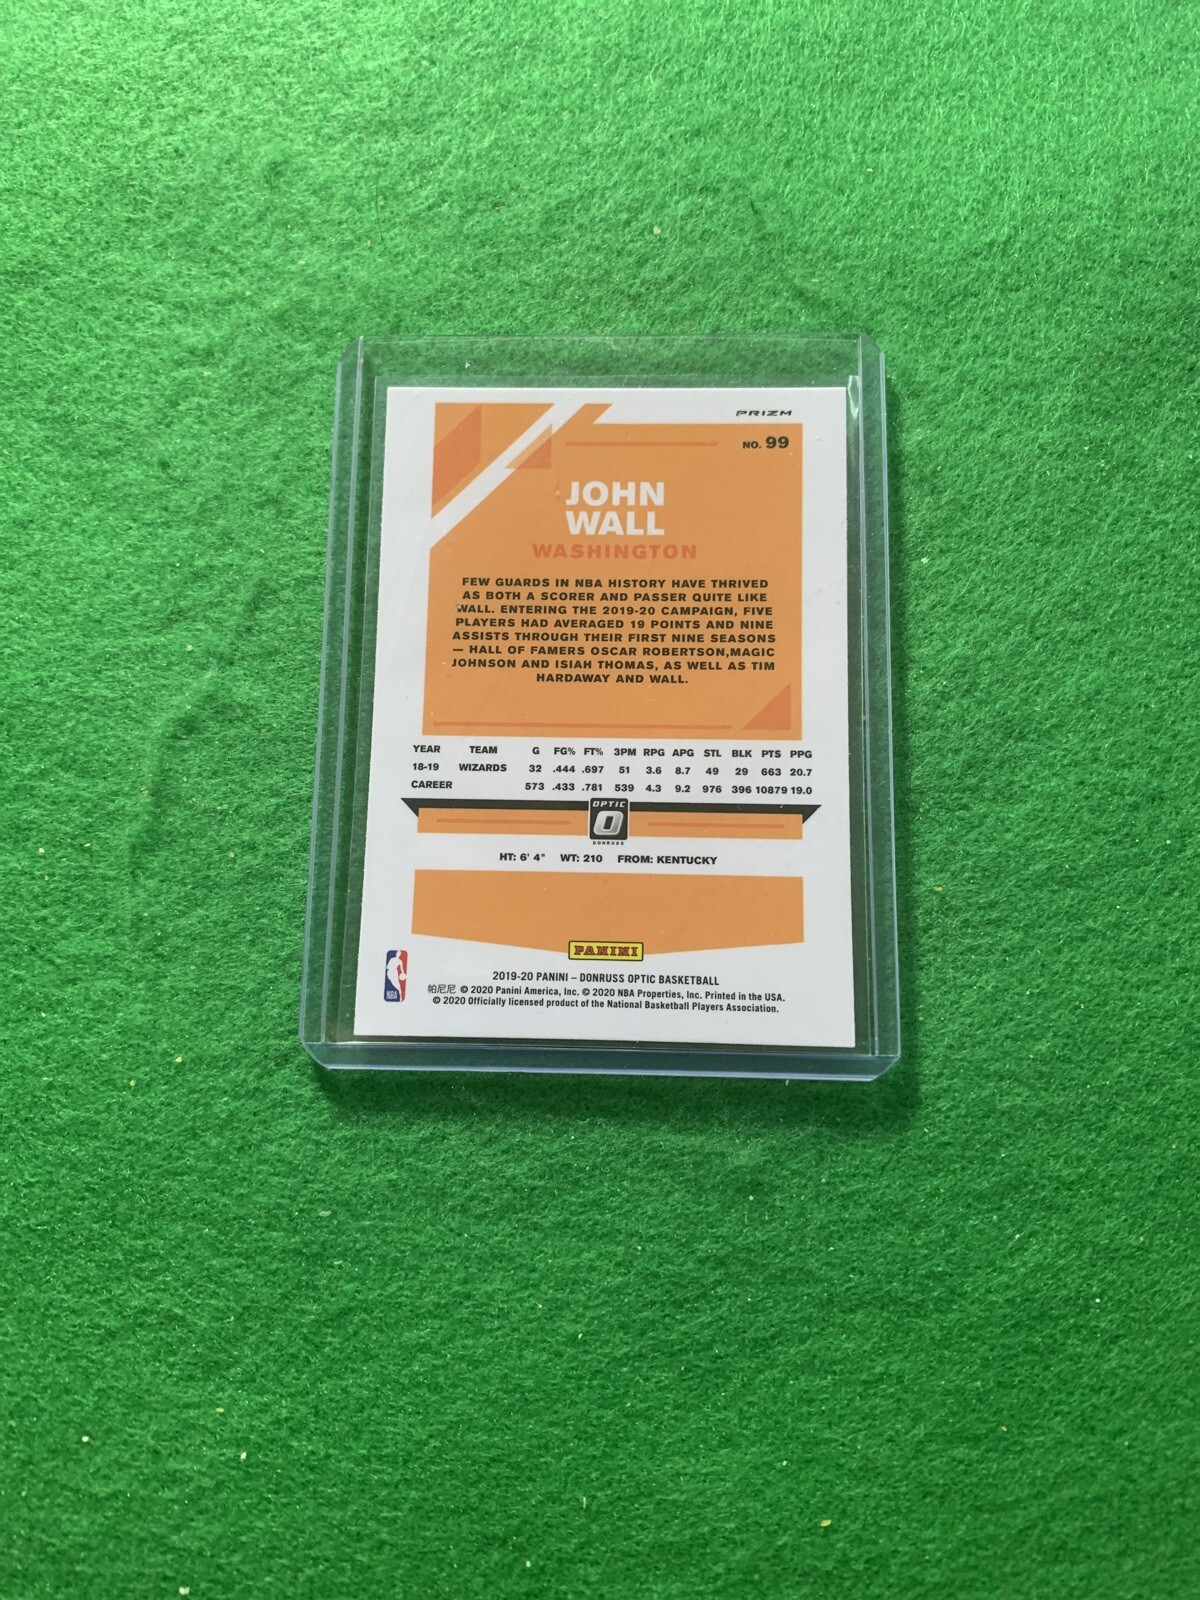 PRIZM
NO. 99
JOHN
WALL
WASHINGTON
FEW GUARDS IN NBA HISTORY HAVE THRIVED
AS BOTH A SCORER AND PASSER QUITE LIKE
WALL. ENTERING THE 2019-20 CAMPAIGN, FIVE
PLAYERS HAD AVERAGED 19 POINTS AND NINE
ASSISTS THROUGH THEIR FIRST NINE SEASONS
— HALL OF FAMERS OSCAR ROBERTSON,MAGIC
JOHNSON AND ISIAH THOMAS, AS WELL AS TIM
HARDAWAY AND WALL.
YEAR TEAM G FG% FT% 3PM RPG APG STL BLK PTS PPG
18-19 WIZARDS 32 .444 .697 51 3.6 8.7 49 29 663 20.7
CAREER 573 .433 .781 539 4.3 9.2 976 396 10879 19.0
OPTIC
O
DONRUSS
HT: 6' 4" WT: 210 FROM: KENTUCKY
PANINI
NBA
2019-20 PANINI – DONRUSS OPTIC BASKETBALL
帕尼尼 © 2020 Panini America, Inc. © 2020 NBA Properties, Inc. Printed in the USA.
© 2020 Officially licensed product of the National Basketball Players Association.